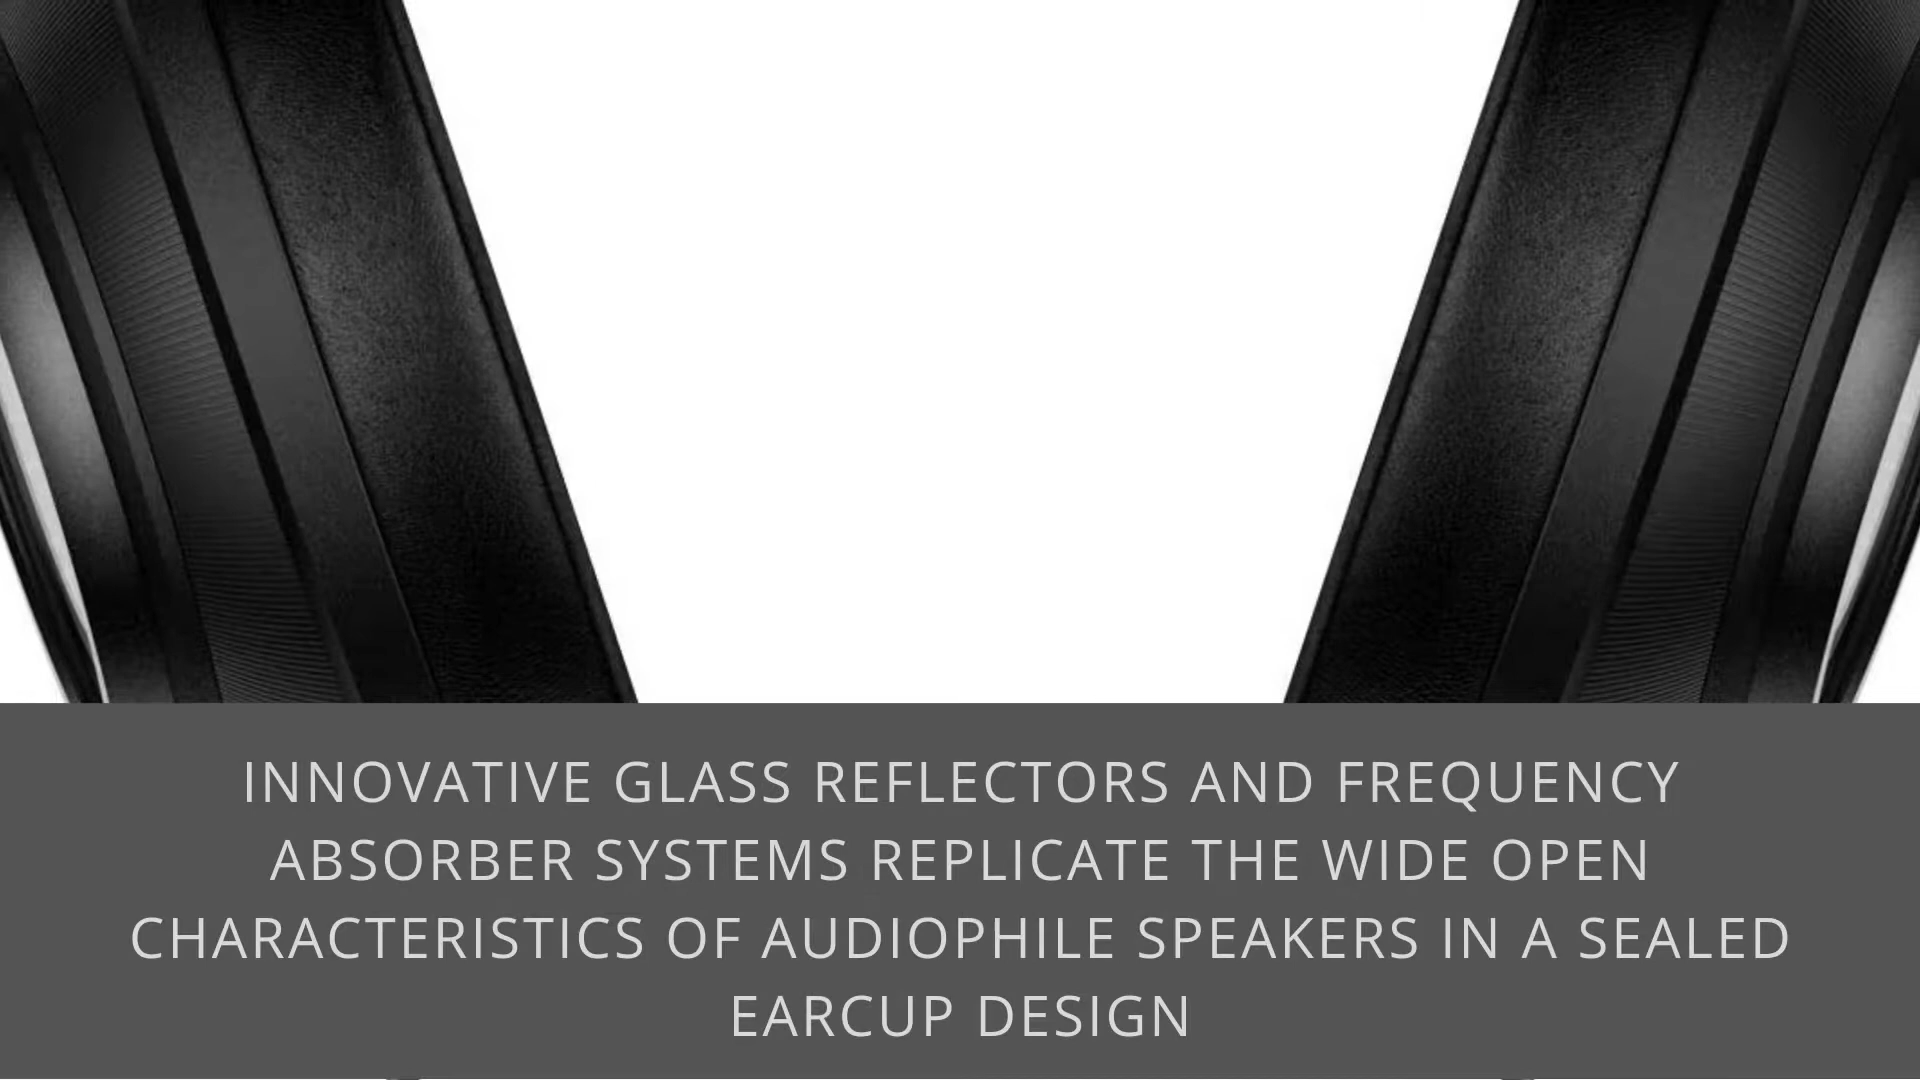 INNOVATIVE GLASS REFLECTORS AND FREQUENCY
ABSORBER SYSTEMS REPLICATE THE WIDE OPEN
CHARACTERISTICS OF AUDIOPHILE SPEAKERS IN A SEALED
EARCUP DESIGN